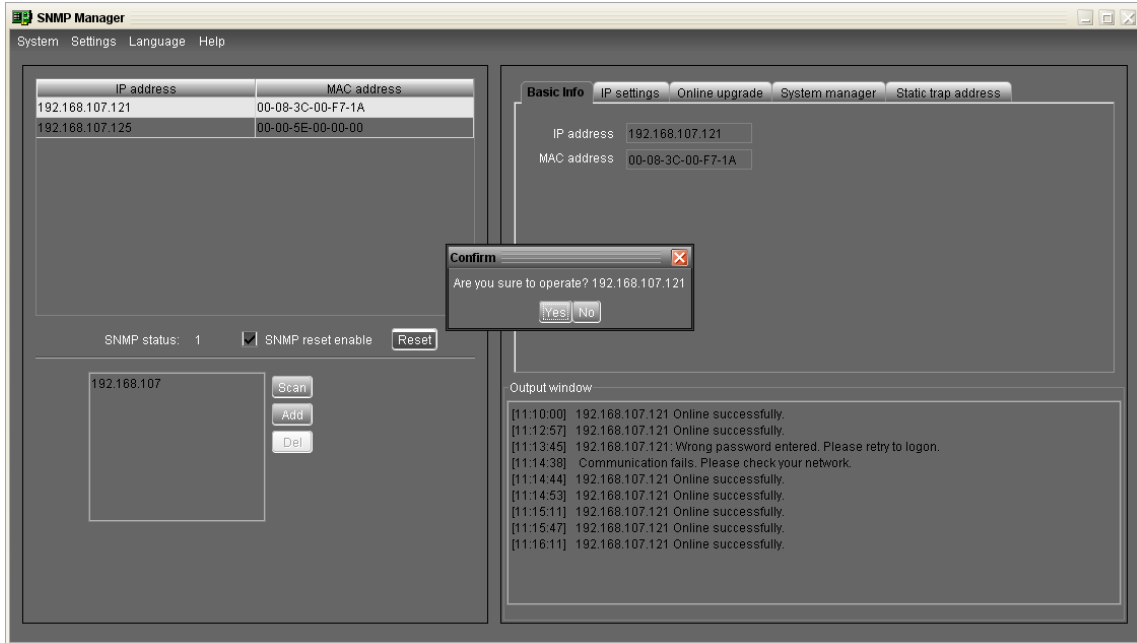 SNMP Manager
System Settings Language Help
IP address MAC address
192.168.107.121 00-08-3C-00-F7-1A
192.168.107.125 00-00-5E-00-00-00
SNMP status: 1 SNMP reset enable Reset
192.168.107
Scan
Add
Del
Basic Info IP settings Online upgrade System manager Static trap address
IP address 192.168.107.121
MAC address 00-08-3C-00-F7-1A
Confirm
Are you sure to operate? 192.168.107.121
Yes No
Output window
[11:10:00] 192.168.107.121 Online successfully.
[11:12:57] 192.168.107.121 Online successfully.
[11:13:45] 192.168.107.121: Wrong password entered. Please retry to logon.
[11:14:38] Communication fails. Please check your network.
[11:14:44] 192.168.107.121 Online successfully.
[11:14:53] 192.168.107.121 Online successfully.
[11:15:11] 192.168.107.121 Online successfully.
[11:15:47] 192.168.107.121 Online successfully.
[11:16:11] 192.168.107.121 Online successfully.